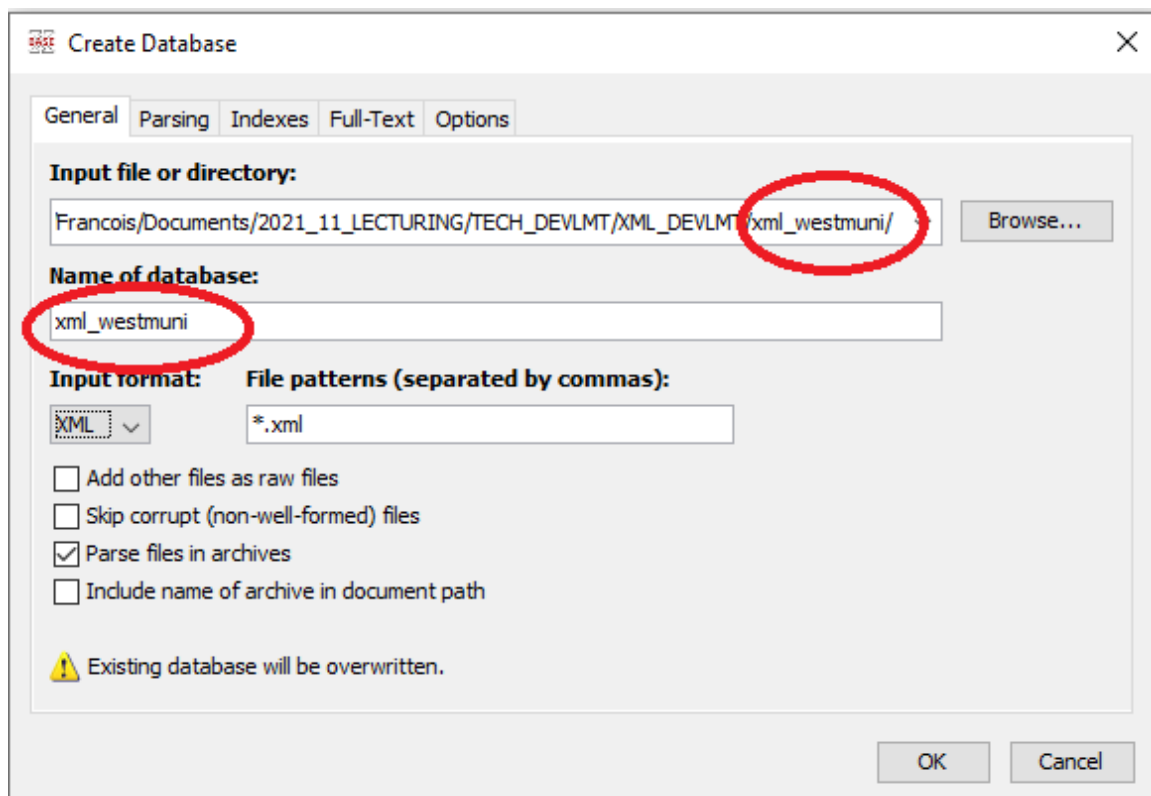 BASE Create Database
General Parsing Indexes Full-Text Options
Input file or directory:
Francois/Documents/2021_11_LECTURING/TECH_DEVLMT/XML_DEVLMT/xml_westmuni/ Browse...
Name of database:
xml_westmuni
Input format: File patterns (separated by commas):
XML *.xml
Add other files as raw files
Skip corrupt (non-well-formed) files
Parse files in archives
Include name of archive in document path
Existing database will be overwritten.
OK Cancel